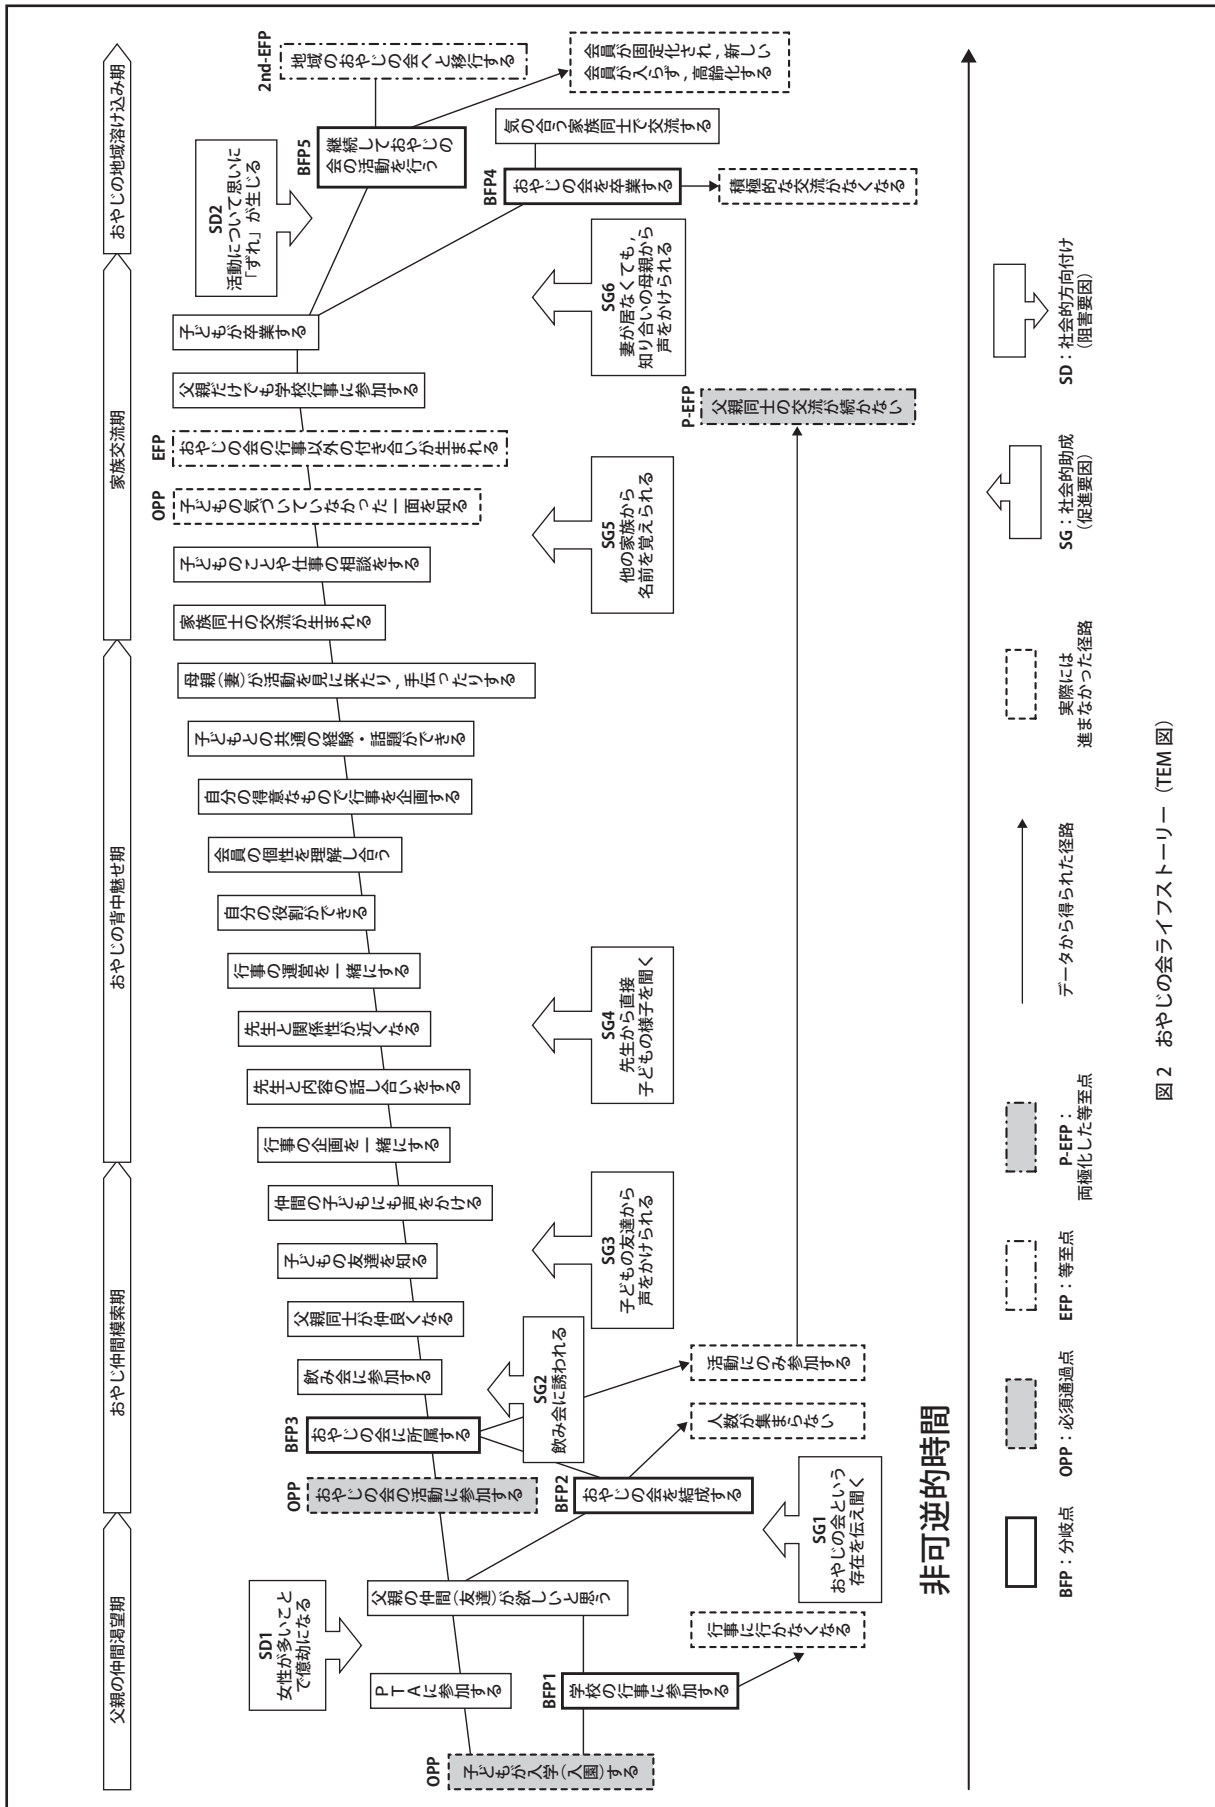 父親の仲間渇望期
おやじ仲間模索期
おやじの背中魅せ期
家族交流期
おやじの地域溶け込み期
OPP
子どもが入学(入園)する
SD1
女性が多いこと
で億劫になる
PTAに参加する
BFP1
学校の行事に参加する
行事に行かなくなる
父親の仲間(友達)が欲しいと思う
SG1
おやじの会という
存在を伝え聞く
OPP
おやじの会の活動に参加する
BFP2
おやじの会を結成する
人数が集まらない
BFP3
おやじの会に所属する
SG2
飲み会に誘われる
活動にのみ参加する
飲み会に参加する
父親同士が仲良くなる
子どもの友達を知る
仲間の子どもにも声をかける
SG3
子どもの友達から
声をかけられる
行事の企画を一緒にする
先生と内容の話し合いをする
先生と関係性が近くなる
SG4
先生から直接
子どもの様子を聞く
行事の運営を一緒にする
自分の役割ができる
会員の個性を理解し合う
自分の得意なもので行事を企画する
子どもとの共通の経験・話題ができる
母親(妻)が活動を見に来たり,手伝ったりする
家族同士の交流が生まれる
子どものことや仕事の相談をする
SG5
他の家族から
名前を覚えられる
OPP
子どもの気づいていなかった一面を知る
EFP
おやじの会の行事以外の付き合いが生まれる
P-EFP
父親同士の交流が続かない
父親だけでも学校行事に参加する
子どもが卒業する
SG6
妻が居なくても,
知り合いの母親から
声をかけられる
SD2
活動について思いに
「ずれ」が生じる
BFP5
継続しておやじの
会の活動を行う
BFP4
おやじの会を卒業する
積極的な交流がなくなる
気の合う家族同士で交流する
2nd-EFP
地域のおやじの会へと移行する
会員が固定化され,新しい
会員が入らず,高齢化する
非可逆的時間
BFP:分岐点
OPP:必須通過点
EFP:等至点
P-EFP:
両極化した等至点
データから得られた径路
実際には
進まなかった径路
SG:社会的助成
(促進要因)
SD:社会的方向付け
(阻害要因)
図2 おやじの会ライフストーリー(TEM図)